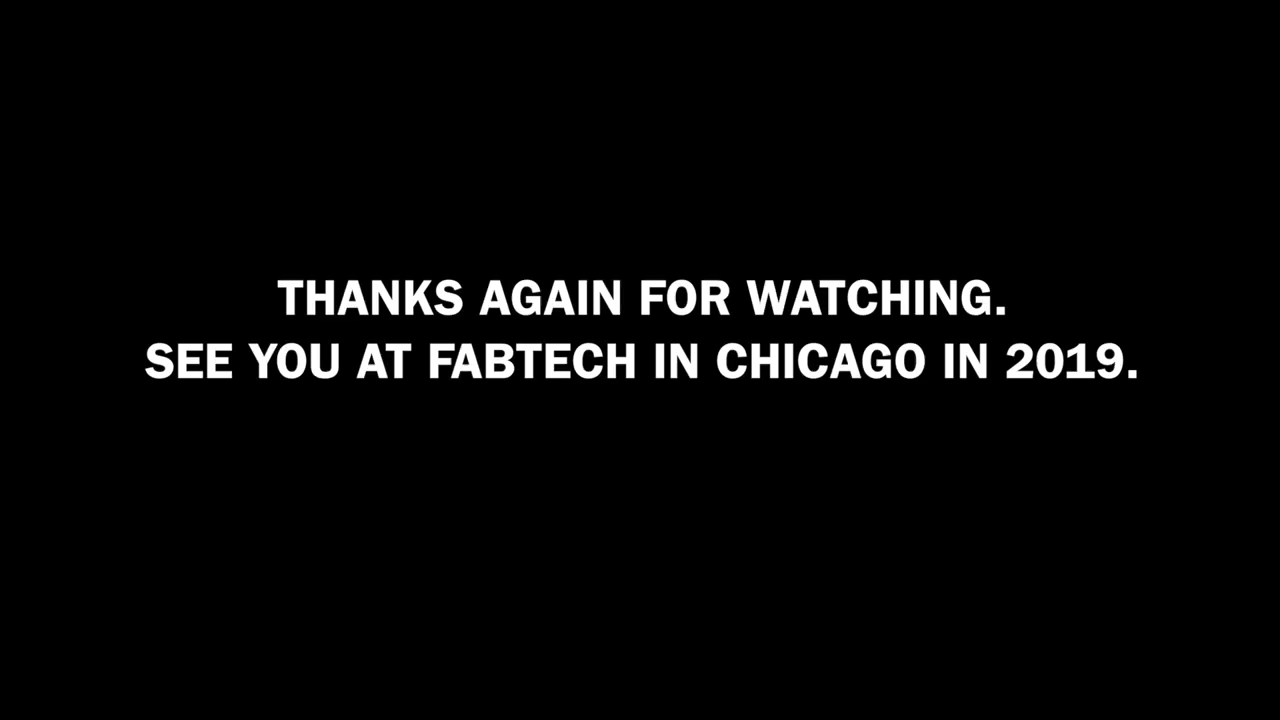 THANKS AGAIN FOR WATCHING.
SEE YOU AT FABTECH IN CHICAGO IN 2019.